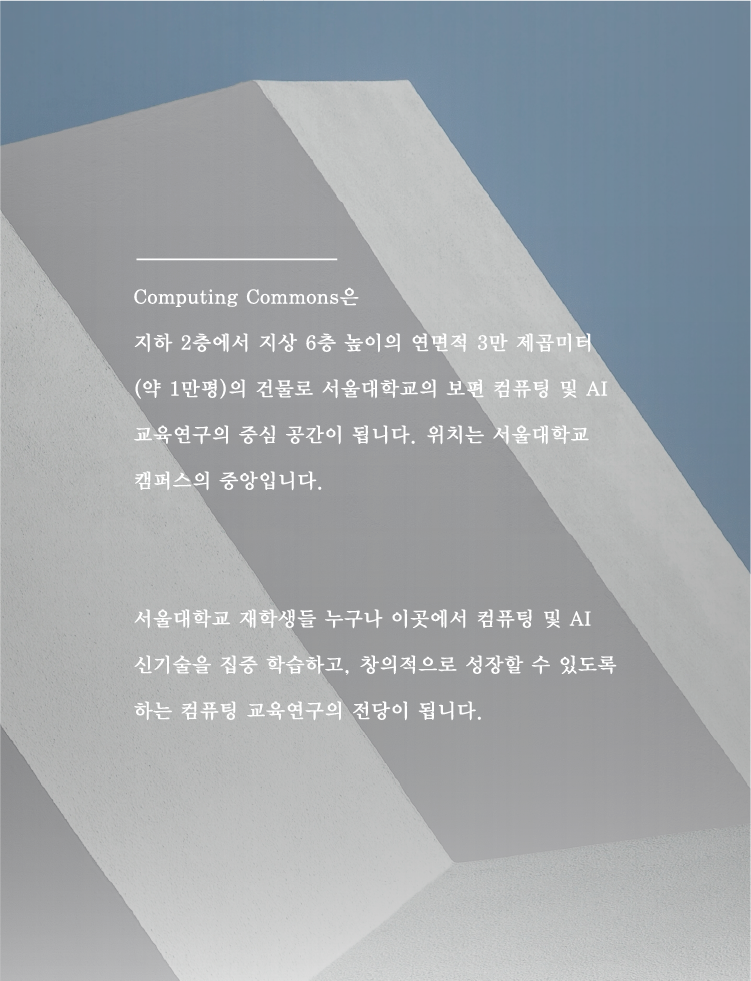 Computing Commons은
지하 2층에서 지상 6층 높이의 연면적 3만 제곱미터
(약 1만평)의 건물로 서울대학교의 보편 컴퓨팅 및 AI
교육연구의 중심 공간이 됩니다. 위치는 서울대학교
캠퍼스의 중앙입니다.
서울대학교 재학생들 누구나 이곳에서 컴퓨팅 및 AI
신기술을 집중 학습하고, 창의적으로 성장할 수 있도록
하는 컴퓨팅 교육연구의 전당이 됩니다.